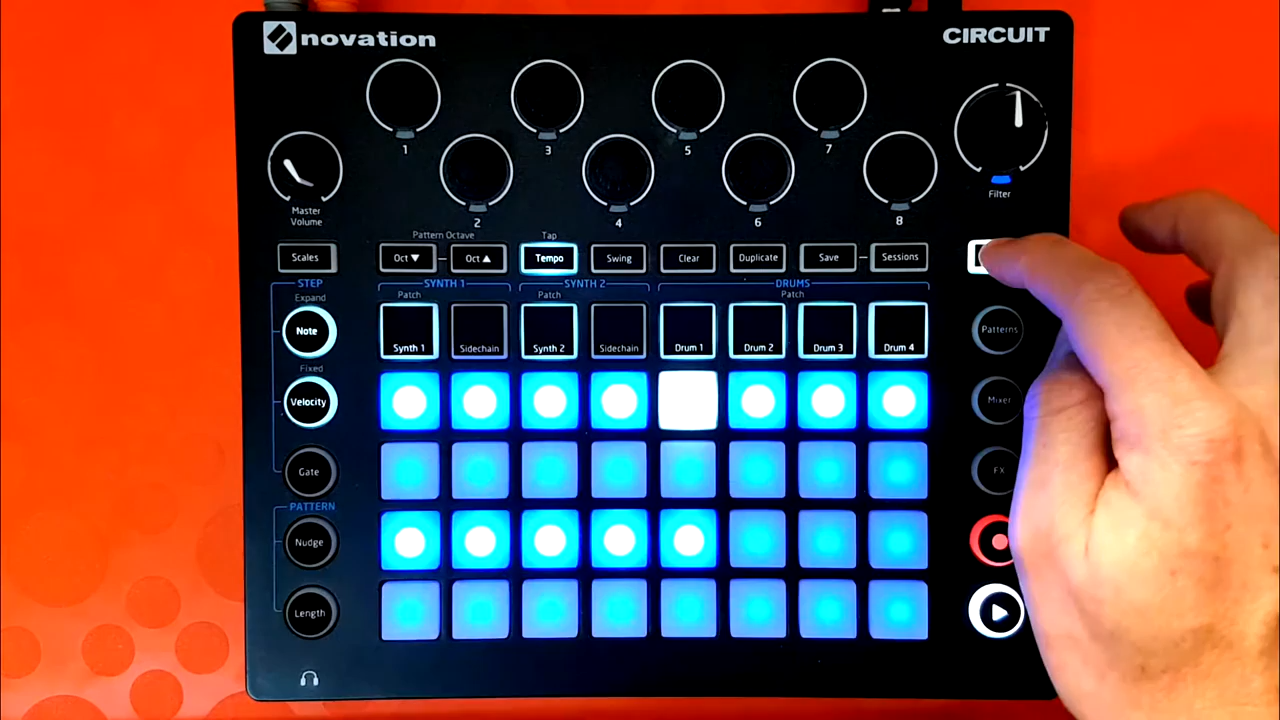 novation
CIRCUIT
1
3
5
7
2
4
6
8
Master
Volume
Filter
Pattern Octave
Tap
Scales
Oct ▼
Oct ▲
Tempo
Swing
Clear
Duplicate
Save
Sessions
STEP
SYNTH 1
SYNTH 2
DRUMS
Expand
Patch
Patch
Patch
Note
Synth 1
Sidechain
Synth 2
Sidechain
Drum 1
Drum 2
Drum 3
Drum 4
Patterns
Fixed
Velocity
Mixer
Gate
FX
PATTERN
Nudge
Length